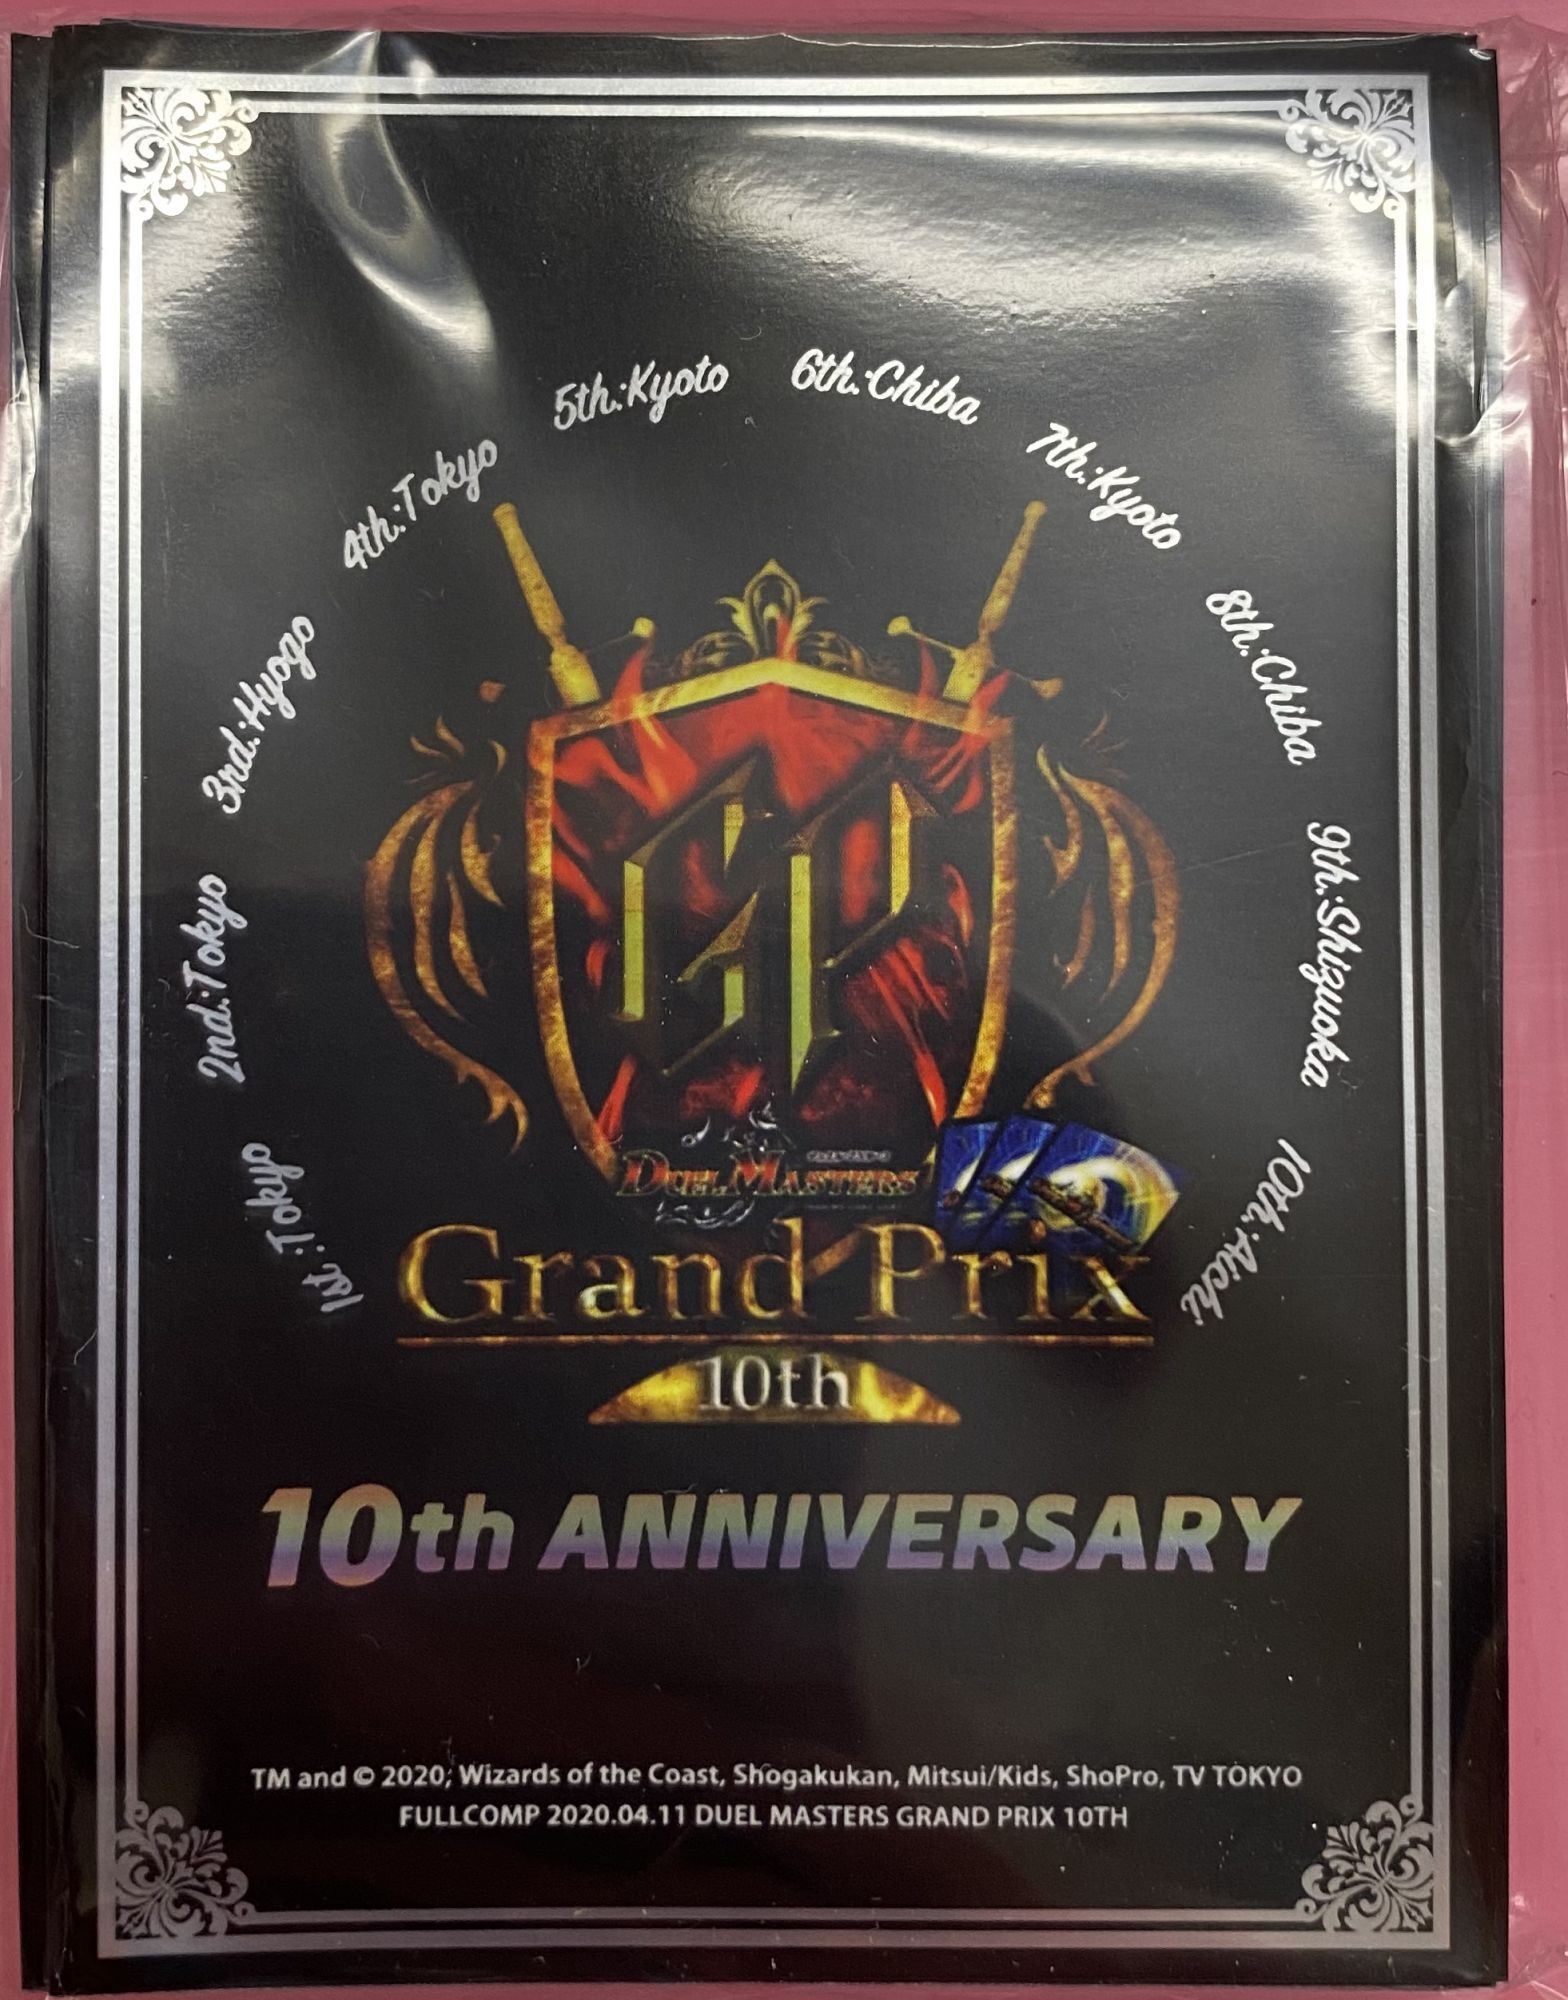 1st:Tokyo
2nd:Tokyo
3rd:Hyogo
4th:Tokyo
5th:Kyoto
6th:Chiba
7th:Kyoto
8th:Chiba
9th:Shizuoka
10th:Aichi
GP
DUEL MASTERS
Grand Prix
10th
10th ANNIVERSARY
TM and © 2020, Wizards of the Coast, Shogakukan, Mitsui/Kids, ShoPro, TV TOKYO
FULLCOMP 2020.04.11 DUEL MASTERS GRAND PRIX 10TH